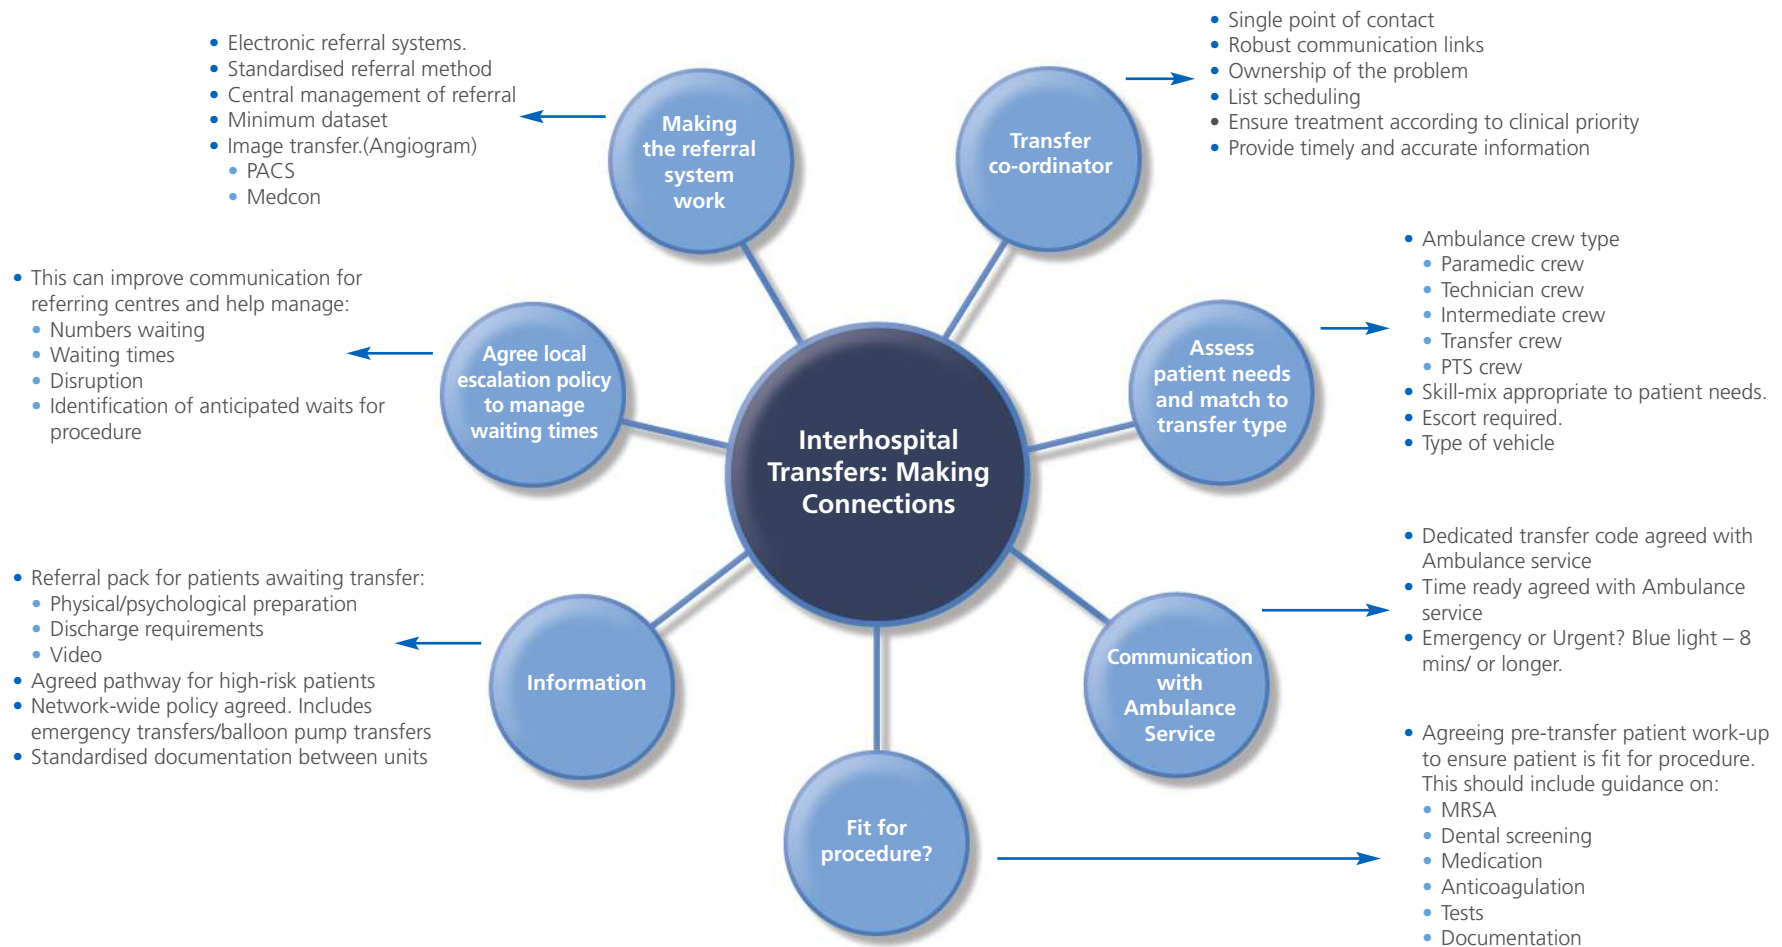 • Electronic referral systems.
• Standardised referral method
• Central management of referral
• Minimum dataset
• Image transfer.(Angiogram)
• PACS
• Medcon
Making
the referral
system
work
Transfer
co-ordinator
• Single point of contact
• Robust communication links
• Ownership of the problem
• List scheduling
• Ensure treatment according to clinical priority
• Provide timely and accurate information
• This can improve communication for
referring centres and help manage:
• Numbers waiting
• Waiting times
• Disruption
• Identification of anticipated waits for
procedure
Agree local
escalation policy
to manage
waiting times
Assess
patient needs
and match to
transfer type
• Ambulance crew type
• Paramedic crew
• Technician crew
• Intermediate crew
• Transfer crew
• PTS crew
• Skill-mix appropriate to patient needs.
• Escort required.
• Type of vehicle
Interhospital
Transfers: Making
Connections
• Referral pack for patients awaiting transfer:
• Physical/psychological preparation
• Discharge requirements
• Video
• Agreed pathway for high-risk patients
• Network-wide policy agreed. Includes
emergency transfers/balloon pump transfers
• Standardised documentation between units
Information
Communication
with
Ambulance
Service
• Dedicated transfer code agreed with
Ambulance service
• Time ready agreed with Ambulance
service
• Emergency or Urgent? Blue light – 8
mins/ or longer.
Fit for
procedure?
• Agreeing pre-transfer patient work-up
to ensure patient is fit for procedure.
This should include guidance on:
• MRSA
• Dental screening
• Medication
• Anticoagulation
• Tests
• Documentation